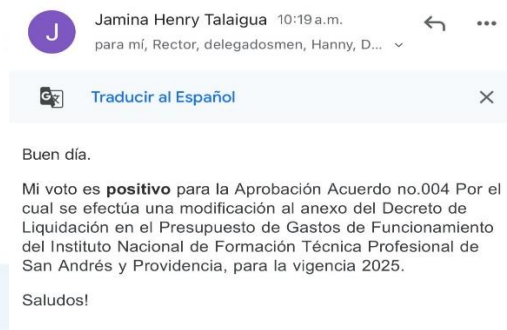 J
Jamina Henry Talaigua 10:19 a.m.
para mí, Rector, delegadosmen, Hanny, D...
Traducir al Español
Buen día.
Mi voto es positivo para la Aprobación Acuerdo no.004 Por el
cual se efectúa una modificación al anexo del Decreto de
Liquidación en el Presupuesto de Gastos de Funcionamiento
del Instituto Nacional de Formación Técnica Profesional de
San Andrés y Providencia, para la vigencia 2025.
Saludos!